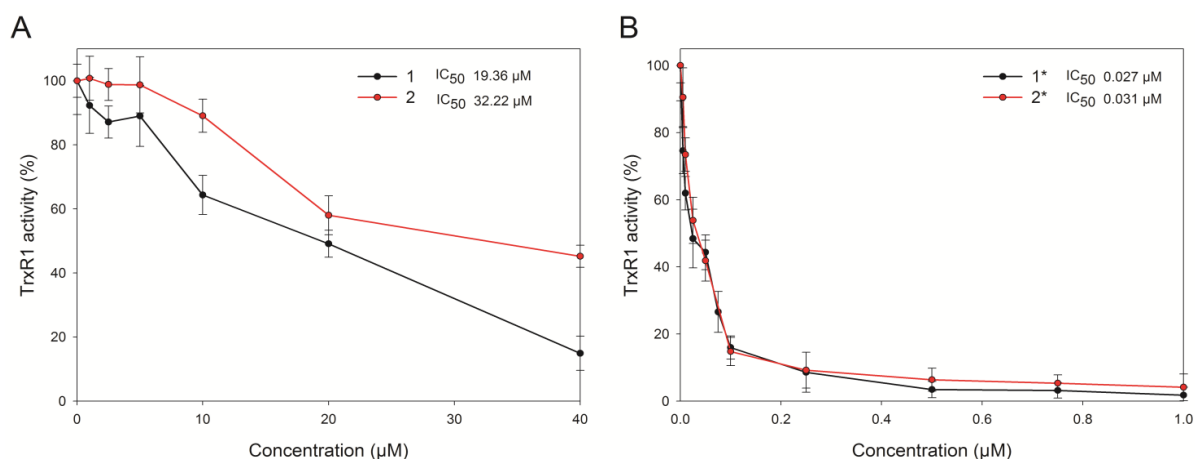 A
B
1 IC50 19.36 µM
2 IC50 32.22 µM
1* IC50 0.027 µM
2* IC50 0.031 µM
TrxR1 activity (%)
100
80
60
40
20
0
0 10 20 30 40
Concentration (µM)
TrxR1 activity (%)
100
80
60
40
20
0
0.0 0.2 0.4 0.6 0.8 1.0
Concentration (µM)